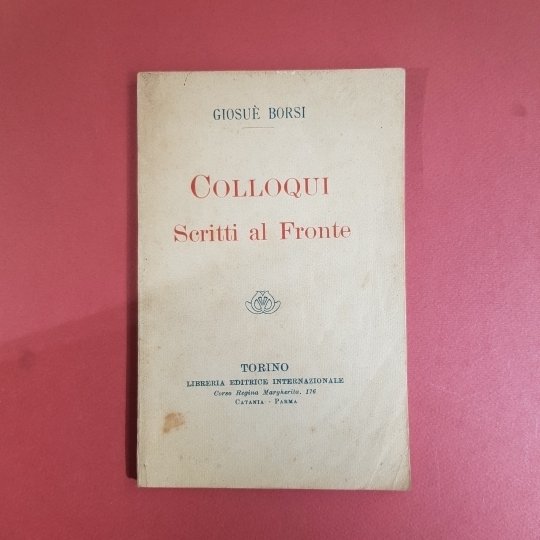 GIOSUÈ BORSI
COLLOQUI
Scritti al Fronte
TORINO
LIBRERIA EDITRICE INTERNAZIONALE
Corso Regina Margherita, 176
CATANIA - PARMA